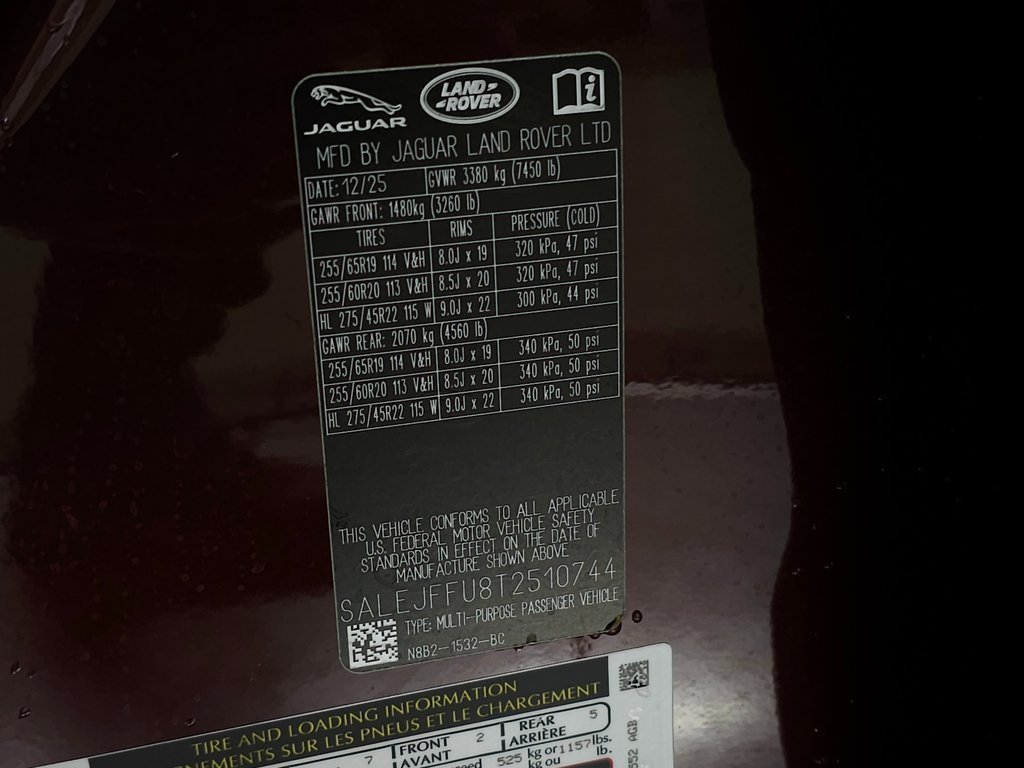 JAGUAR
LAND-
-ROVER
i
MFD BY JAGUAR LAND ROVER LTD
DATE: 12/25 GVWR 3380 kg (7450 lb)
GAWR FRONT: 1480kg (3260 lb)
TIRES RIMS PRESSURE (COLD)
255/65R19 114 V&H 8.0J x 19 320 kPa, 47 psi
255/60R20 113 V&H 8.5J x 20 320 kPa, 47 psi
HL 275/45R22 115 W 9.0J x 22 300 kPa, 44 psi
GAWR REAR: 2070 kg (4560 lb)
255/65R19 114 V&H 8.0J x 19 340 kPa, 50 psi
255/60R20 113 V&H 8.5J x 20 340 kPa, 50 psi
HL 275/45R22 115 W 9.0J x 22 340 kPa, 50 psi
THIS VEHICLE CONFORMS TO ALL APPLICABLE
U.S. FEDERAL MOTOR VEHICLE SAFETY
STANDARDS IN EFFECT ON THE DATE OF
MANUFACTURE SHOWN ABOVE
SALEJFFU8T2510744
TYPE: MULTI-PURPOSE PASSENGER VEHICLE
N8B2-1532-BC
TIRE AND LOADING INFORMATION
SUR LES PNEUS ET LE CHARGEMENT
7 FRONT 2 REAR 5
AVANT ARRIÈRE
525 kg or 1157 lbs.
kg ou lb.
AGB